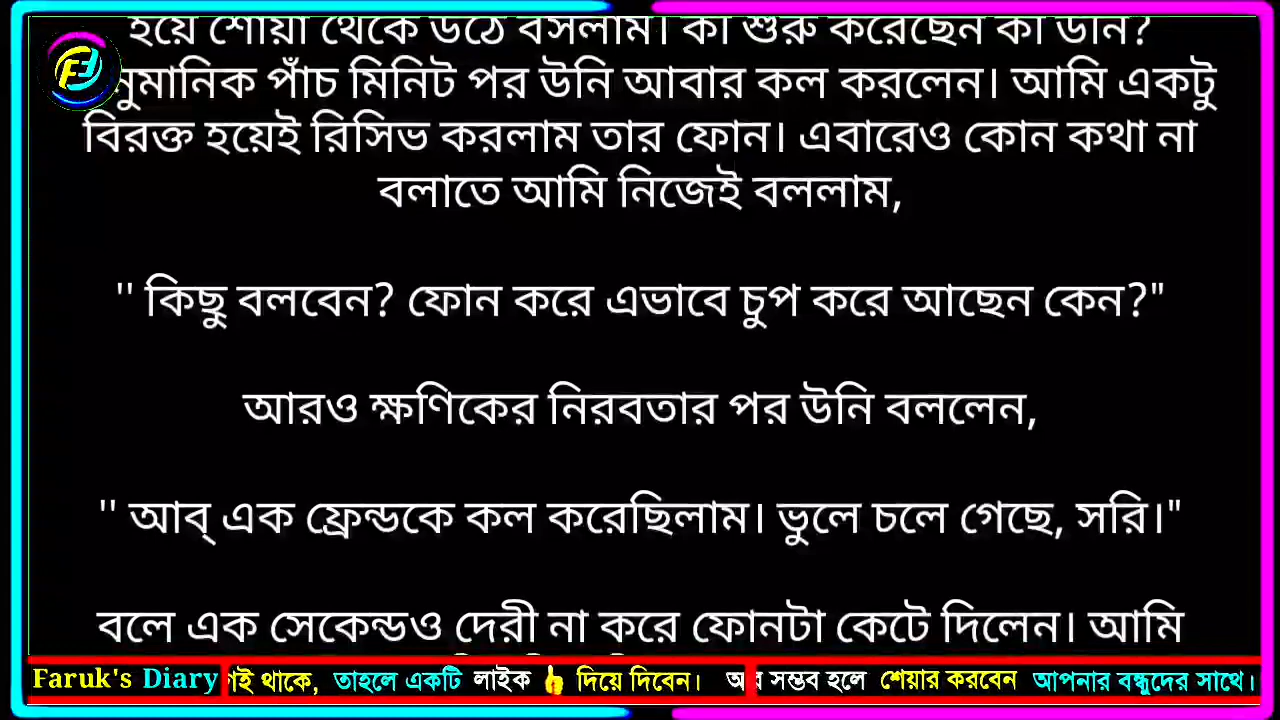 হয়ে শোয়া থেকে উঠে বসলাম। কী শুরু করেছেন কী উনি?
নুমানিক পাঁচ মিনিট পর উনি আবার কল করলেন। আমি একটু
বিরক্ত হয়েই রিসিভ করলাম তার ফোন। এবারেও কোন কথা না
বলাতে আমি নিজেই বললাম,
'' কিছু বলবেন? ফোন করে এভাবে চুপ করে আছেন কেন?"
আরও ক্ষণিকের নিরবতার পর উনি বললেন,
'' আব্ এক ফ্রেন্ডকে কল করেছিলাম। ভুলে চলে গেছে, সরি।"
বলে এক সেকেন্ডও দেরী না করে ফোনটা কেটে দিলেন। আমি
Faruk's Diary গই থাকে, তাহলে একটি লাইক 👍 দিয়ে দিবেন। সম্ভব হলে শেয়ার করবেন আপনার বন্ধুদের সাথে।